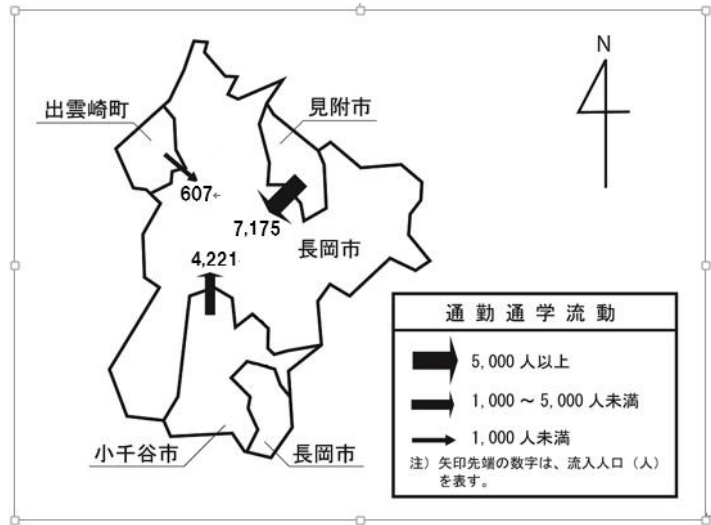 N
出雲崎町
見附市
607
7,175
長岡市
4,221
小千谷市
長岡市
通勤通学流動
5,000 人以上
1,000 ～ 5,000 人未満
1,000 人未満
注）矢印先端の数字は、流入人口（人）
を表す。